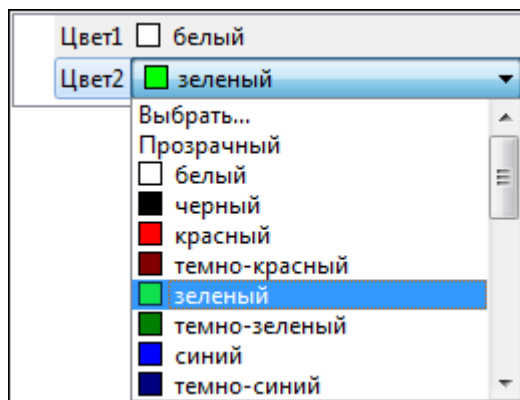 Цвет1 белый
Цвет2 зеленый
Выбрать...
Прозрачный
белый
черный
красный
темно-красный
зеленый
темно-зеленый
синий
темно-синий